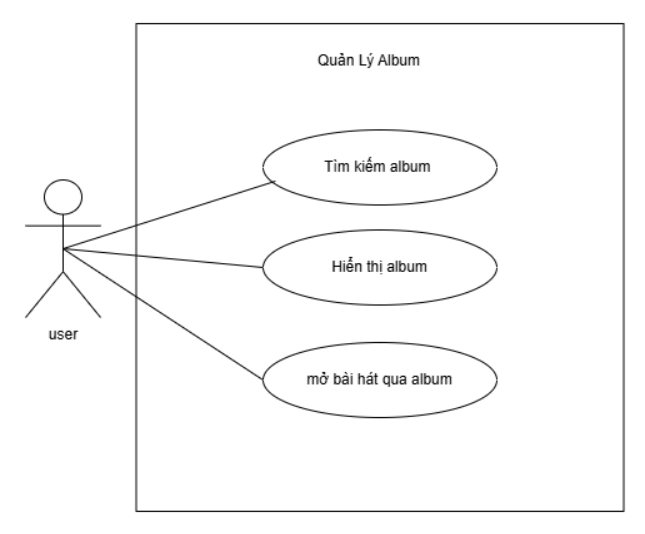 Quản Lý Album
Tìm kiếm album
Hiển thị album
mở bài hát qua album
user